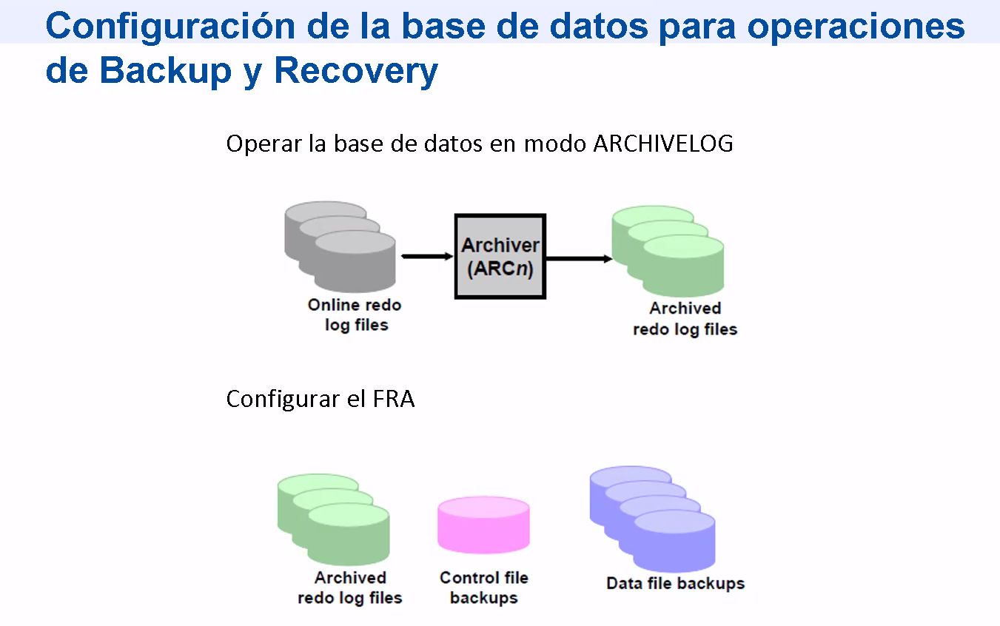 Configuración de la base de datos para operaciones
de Backup y Recovery
Operar la base de datos en modo ARCHIVELOG
Online redo
log files
Archiver
(ARCn)
Archived
redo log files
Configurar el FRA
Archived
redo log files
Control file
backups
Data file backups